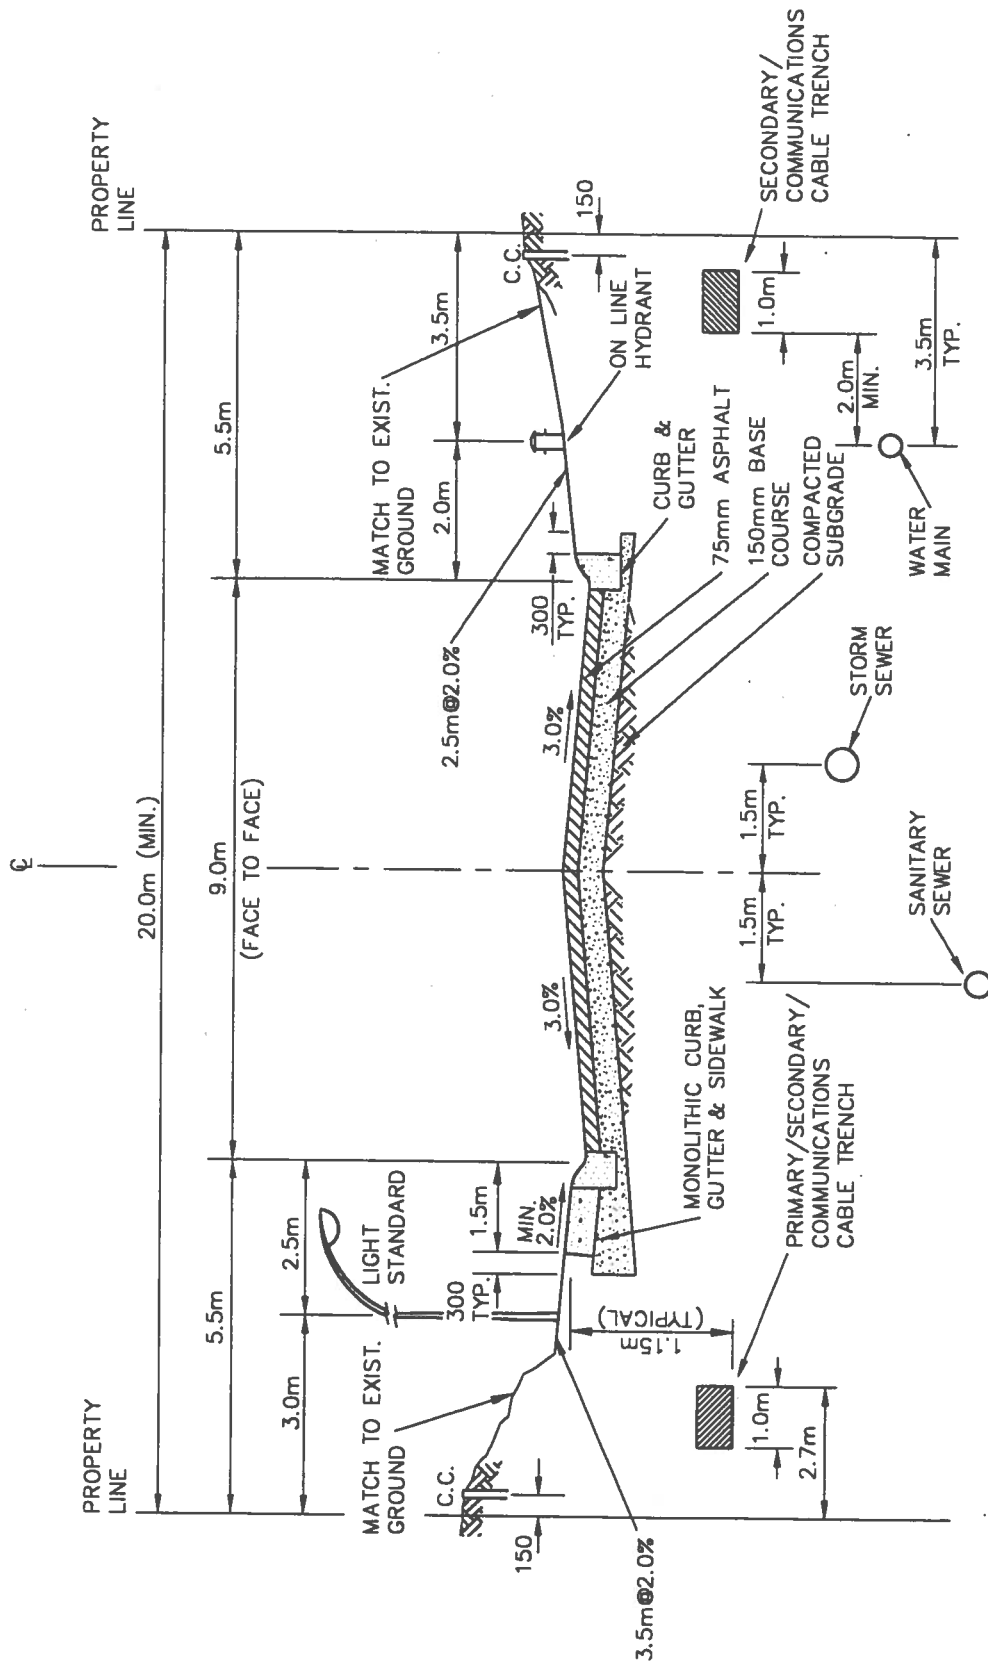 ℄
PROPERTY
LINE
PROPERTY
LINE
20.0m (MIN.)
5.5m
9.0m
(FACE TO FACE)
5.5m
3.0m
2.5m
LIGHT
STANDARD
MATCH TO EXIST.
GROUND
2.0m
3.5m
MATCH TO EXIST.
GROUND
C.C.
150
300
TYP.
1.5m
MIN.
2.0%
3.0%
3.0%
2.5m@2.0%
300
TYP.
C.C.
150
3.5m@2.0%
1.15m
(TYPICAL)
ON LINE
HYDRANT
CURB &
GUTTER
75mm ASPHALT
150mm BASE
COURSE
COMPACTED
SUBGRADE
MONOLITHIC CURB,
GUTTER & SIDEWALK
1.0m
2.7m
PRIMARY/SECONDARY/
COMMUNICATIONS
CABLE TRENCH
1.5m
TYP.
1.5m
TYP.
SANITARY
SEWER
STORM
SEWER
WATER
MAIN
2.0m
MIN.
1.0m
3.5m
TYP.
SECONDARY/
COMMUNICATIONS
CABLE TRENCH